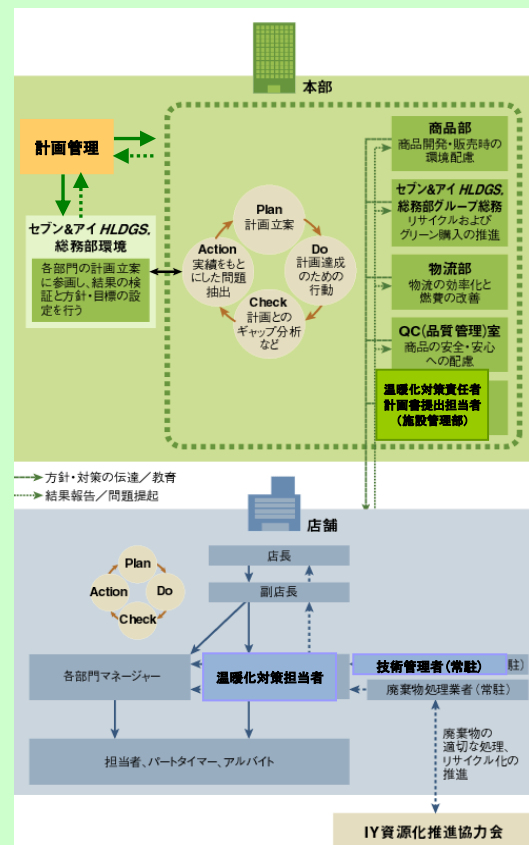 本部
計画管理
セブン&アイ HLDGS.
総務部環境
各部門の計画立案
に参画し、結果の検
証と方針・目標の設
定を行う
Plan
計画立案
Do
計画達成
のための
行動
Check
計画との
ギャップ分析
など
Action
実績をもと
にした問題
抽出
商品部
商品開発・販売時の
環境配慮
セブン&アイ HLDGS.
総務部グループ総務
リサイクルおよび
グリーン購入の推進
物流部
物流の効率化と
燃費の改善
QC(品質管理)室
商品の安全・安心
への配慮
温暖化対策責任者
計画書提出担当者
(施設管理部)
方針・対策の伝達/教育
結果報告/問題提起
店舗
Plan
Do
Check
Action
店長
副店長
各部門マネージャー
温暖化対策担当者
技術管理者(常駐)
駐)
廃棄物処理業者(常駐)
担当者、パートタイマー、アルバイト
廃棄物の
適切な処理、
リサイクル化の
推進
IY資源化推進協力会